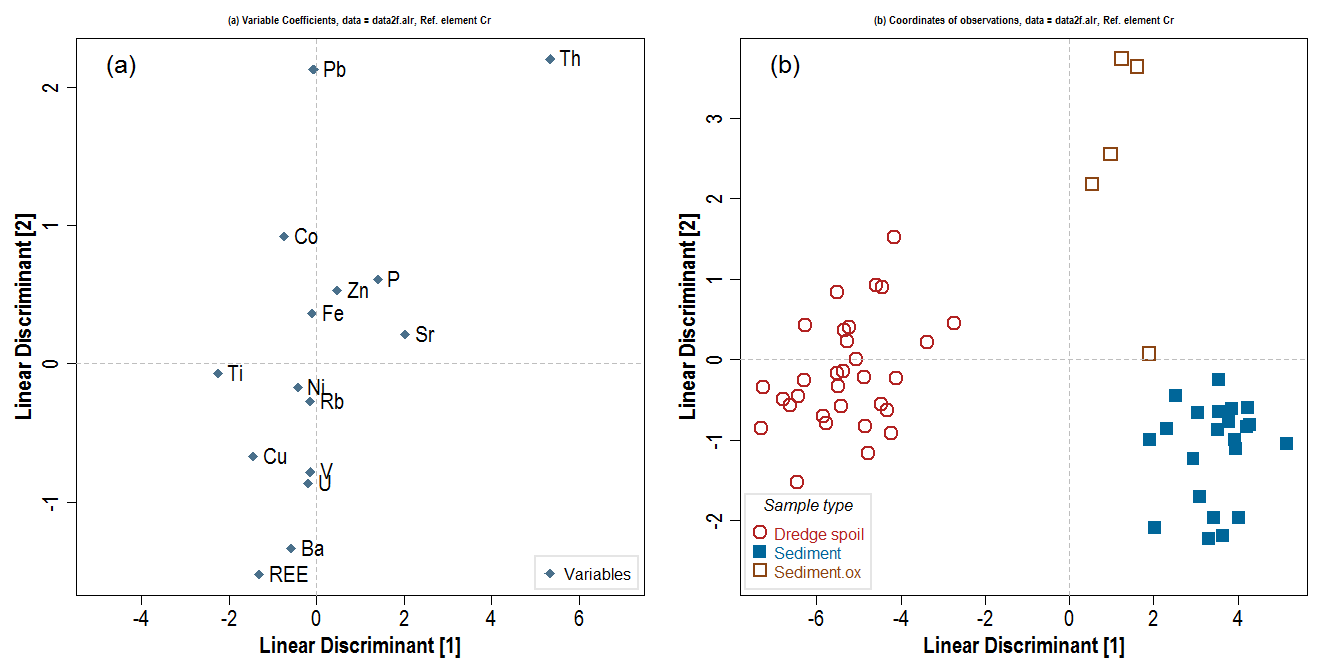 (a) Variable Coefficients, data = data2f.alr, Ref. element Cr
(a)
Pb
Th
Co
P
Zn
Fe
Sr
Ti
Ni
Rb
Cu
V
U
Ba
REE
Variables
2
1
0
-1
-4
-2
0
2
4
6
Linear Discriminant [2]
Linear Discriminant [1]
(b) Coordinates of observations, data = data2f.alr, Ref. element Cr
(b)
3
2
1
0
-1
-2
Sample type
Dredge spoil
Sediment
Sediment.ox
-6
-4
-2
0
2
4
Linear Discriminant [2]
Linear Discriminant [1]